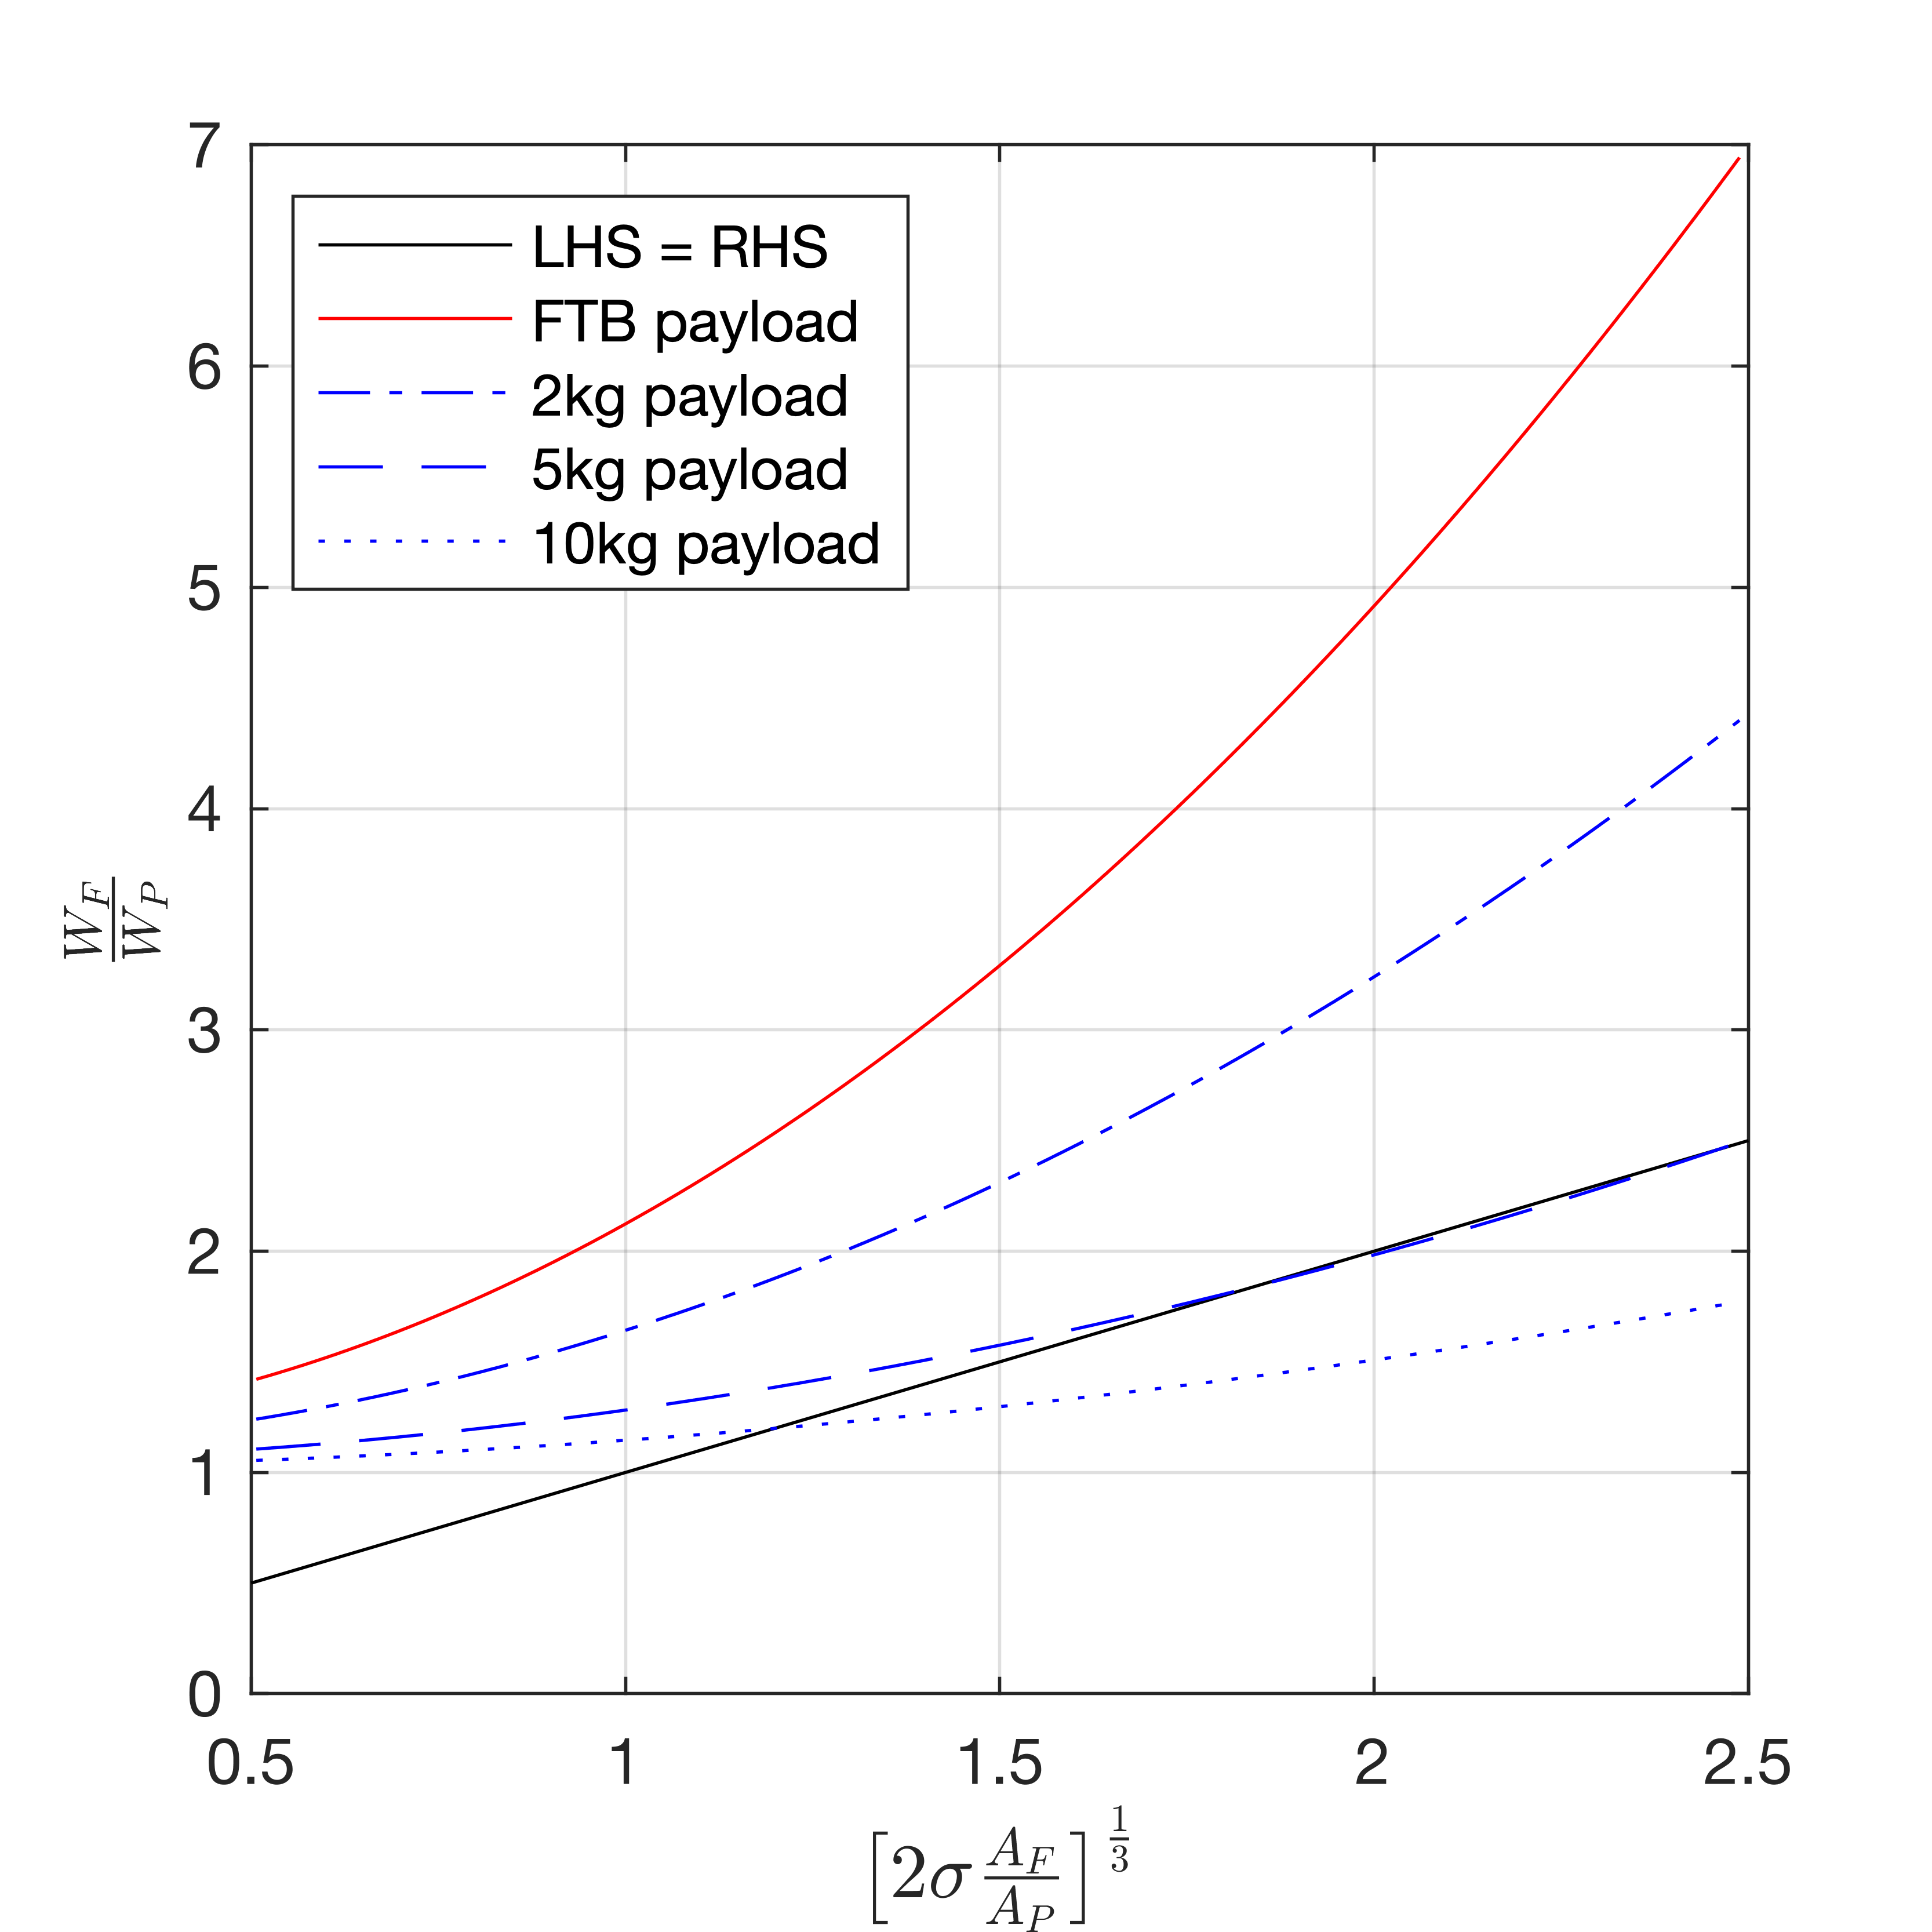 7
6
5
4
3
2
1
0
LHS = RHS
FTB payload
2kg payload
5kg payload
10kg payload
W_F
W_P
0.5 1 1.5 2 2.5
[2σ A_F/A_P]^{1/3}